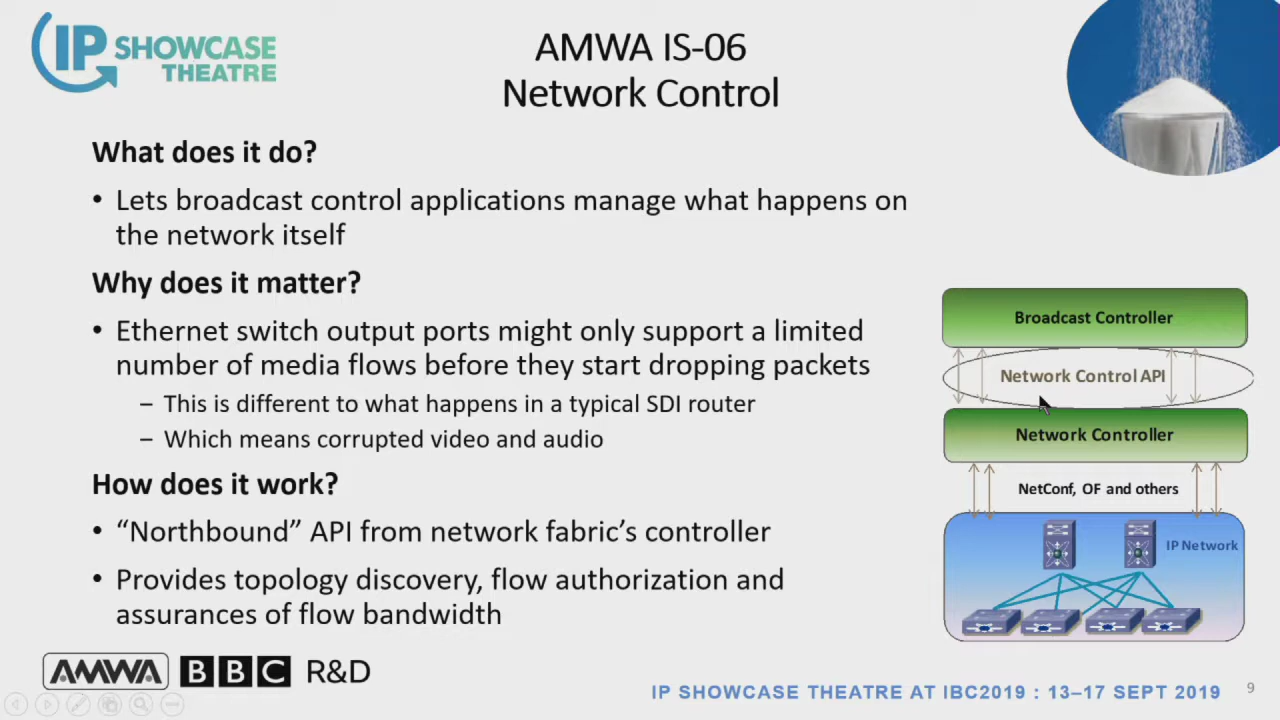 IP SHOWCASE
THEATRE
AMWA IS-06
Network Control
What does it do?
• Lets broadcast control applications manage what happens on
the network itself
Why does it matter?
• Ethernet switch output ports might only support a limited
number of media flows before they start dropping packets
– This is different to what happens in a typical SDI router
– Which means corrupted video and audio
How does it work?
• “Northbound” API from network fabric’s controller
• Provides topology discovery, flow authorization and
assurances of flow bandwidth
Broadcast Controller
Network Control API
Network Controller
NetConf, OF and others
IP Network
AMWA BBC R&D
IP SHOWCASE THEATRE AT IBC2019 : 13–17 SEPT 2019
9